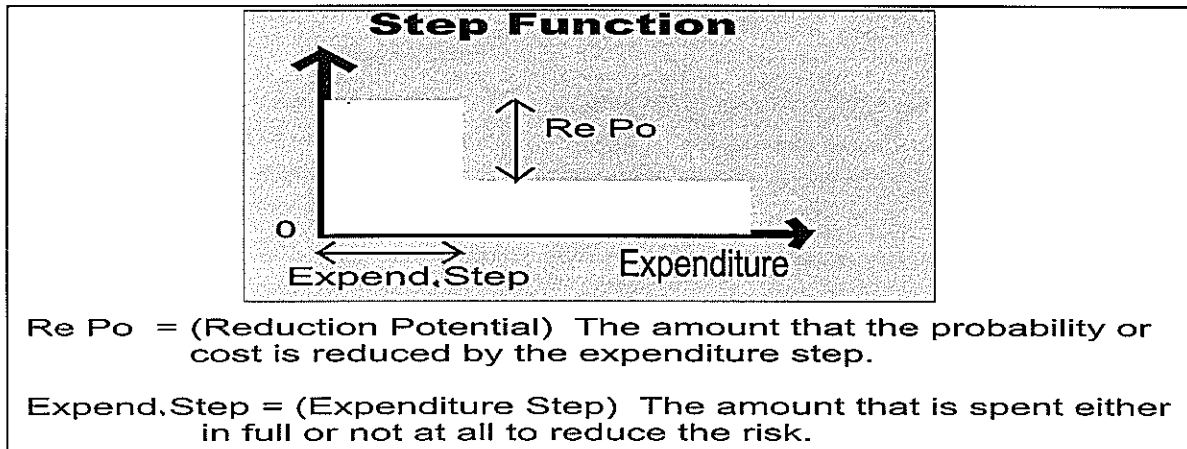 Step Function
Re Po
0
Expenditure
Expend.Step
Re Po = (Reduction Potential) The amount that the probability or
cost is reduced by the expenditure step.
Expend.Step = (Expenditure Step) The amount that is spent either
in full or not at all to reduce the risk.